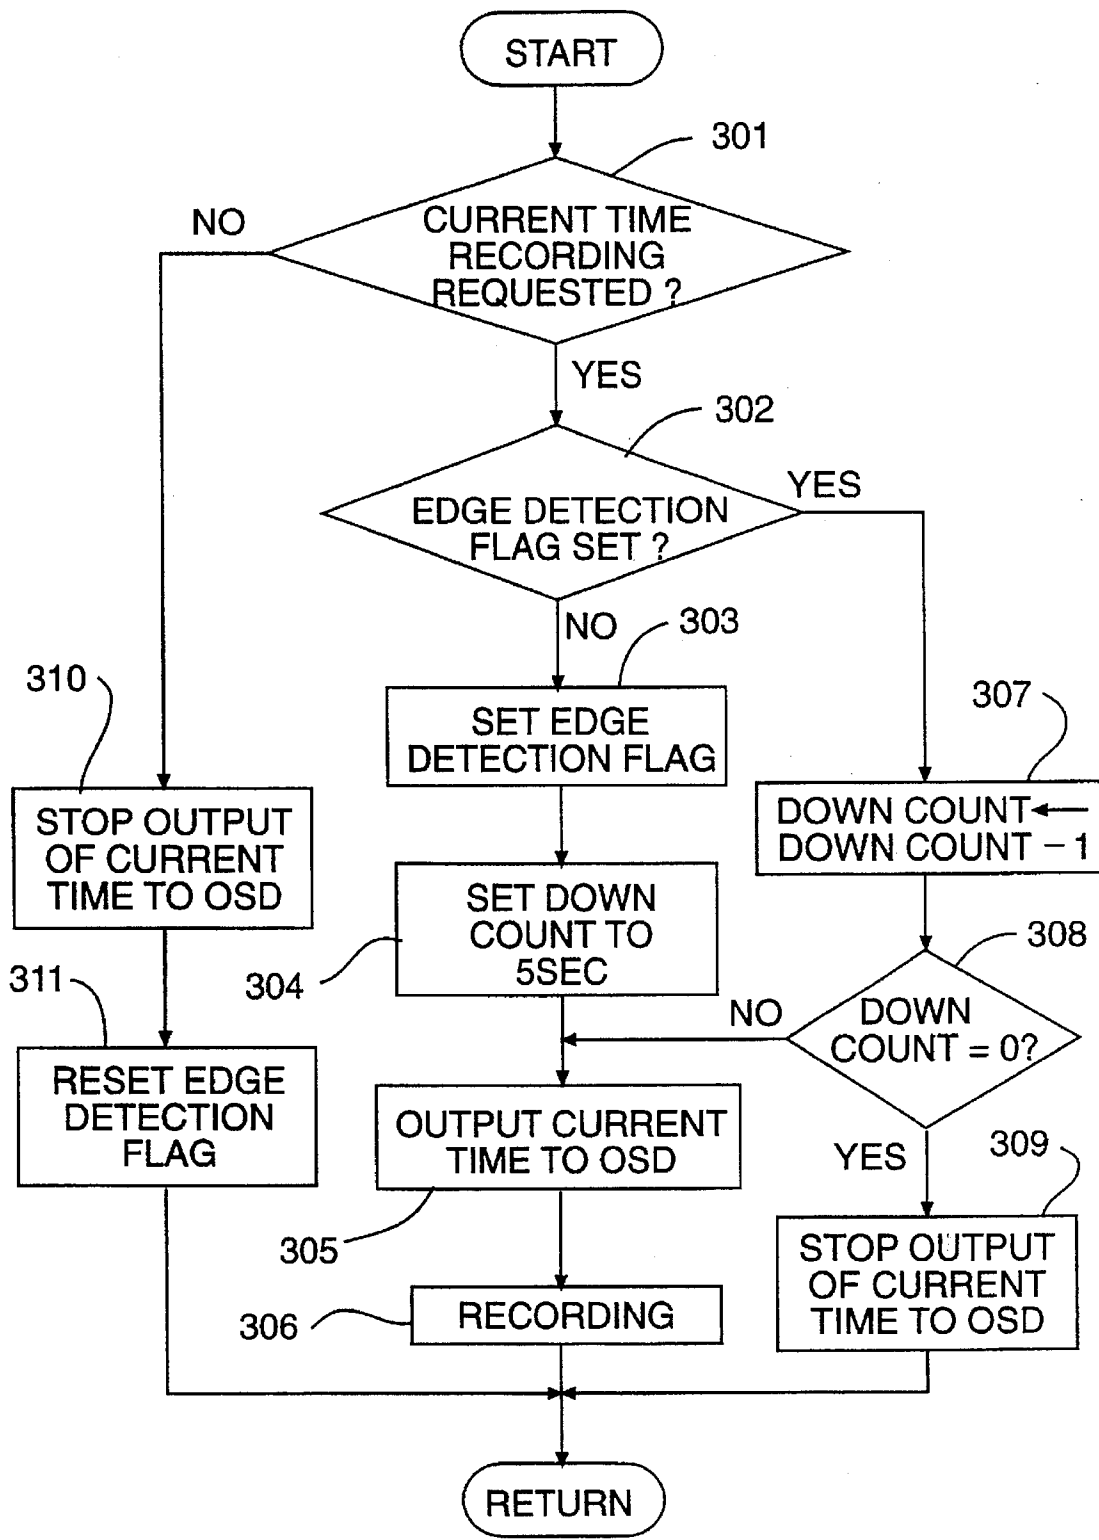 START
301
NO
CURRENT TIME
RECORDING
REQUESTED ?
YES
302
YES
EDGE DETECTION
FLAG SET ?
NO
303
310
SET EDGE
DETECTION FLAG
307
STOP OUTPUT
OF CURRENT
TIME TO OSD
DOWN COUNT←
DOWN COUNT – 1
SET DOWN
COUNT TO
5SEC
304
308
311
NO
DOWN
COUNT = 0?
RESET EDGE
DETECTION
FLAG
OUTPUT CURRENT
TIME TO OSD
305
YES
309
STOP OUTPUT
OF CURRENT
TIME TO OSD
RECORDING
306
RETURN